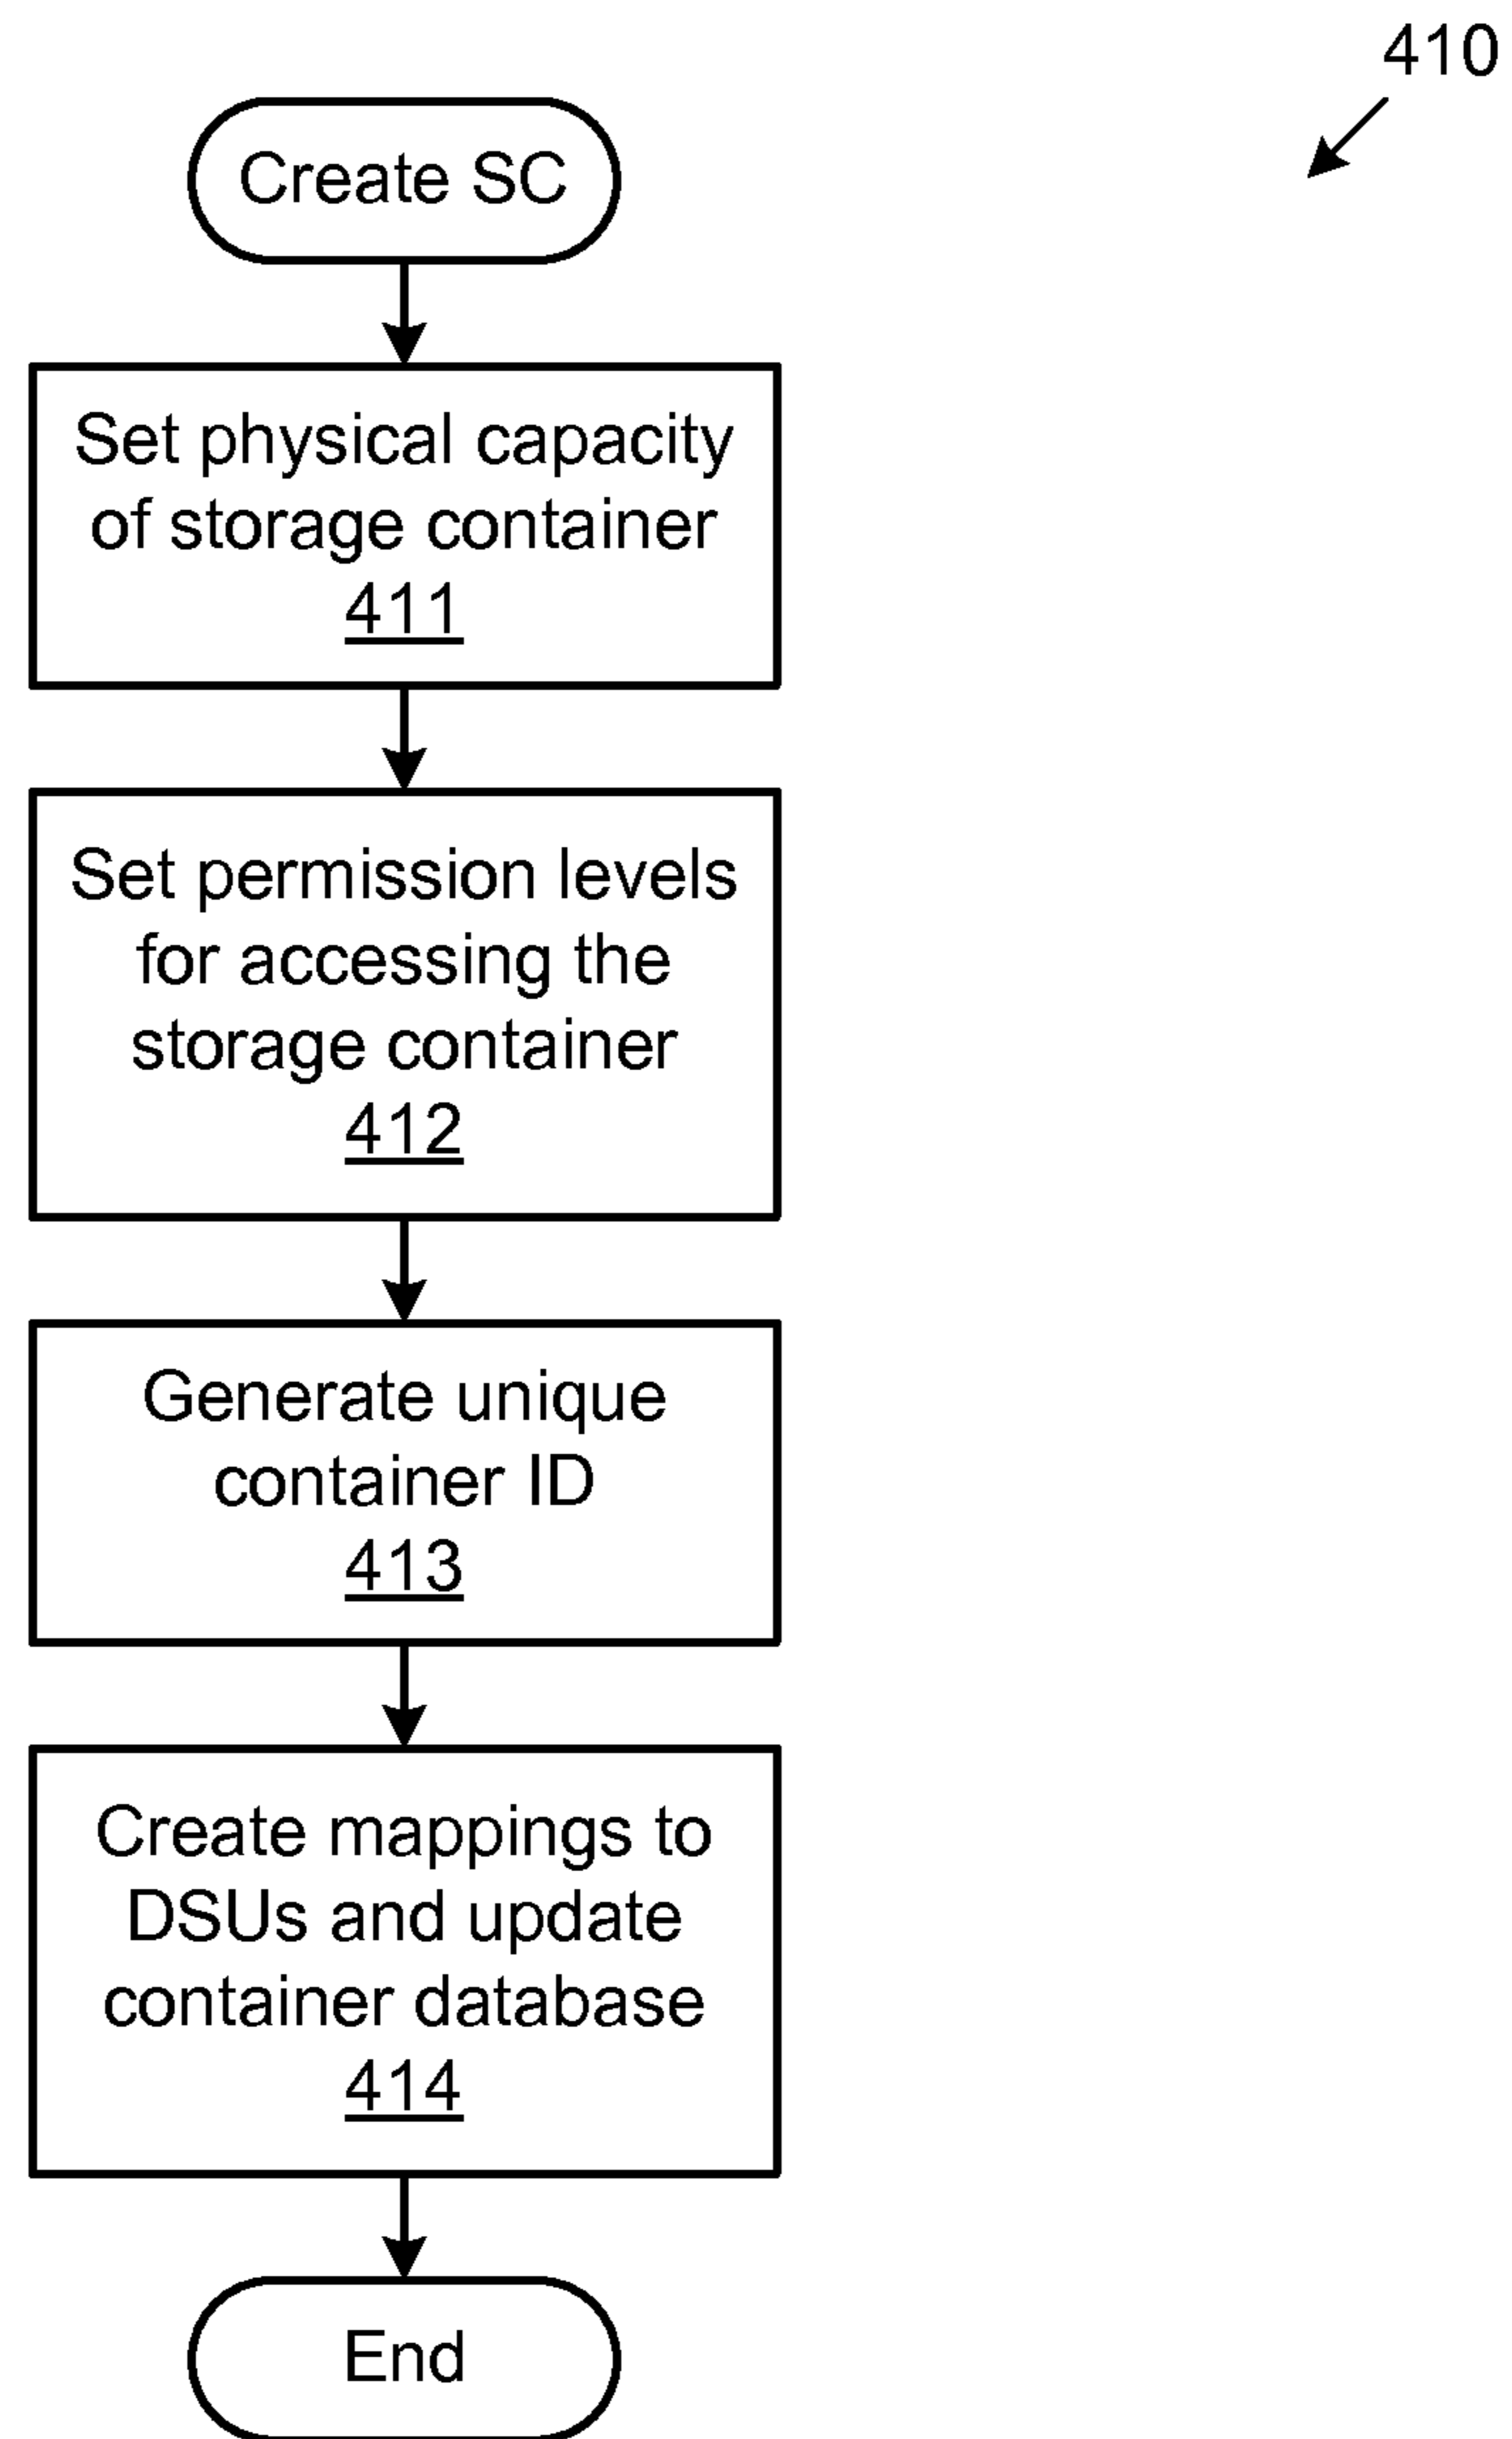 410
Create SC
Set physical capacity
of storage container
411
Set permission levels
for accessing the
storage container
412
Generate unique
container ID
413
Create mappings to
DSUs and update
container database
414
End